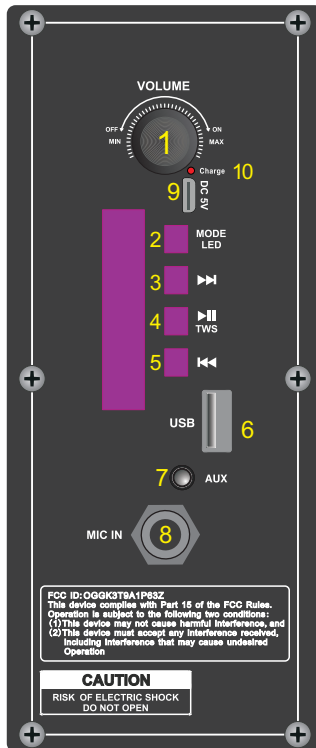 VOLUME
OFF ON
MIN 1 MAX
10
Charge
9 DC 5V
2 MODE
LED
3
4
TWS
5
USB 6
7 AUX
MIC IN 8
FCC ID:OGGK3T9A1P63Z
This device complies with Part 15 of the FCC Rules.
Operation is subject to the following two conditions:
(1)This device may not cause harmful interference, and
(2)This device must accept any interference received,
including interference that may cause undesired
Operation
CAUTION
RISK OF ELECTRIC SHOCK
DO NOT OPEN